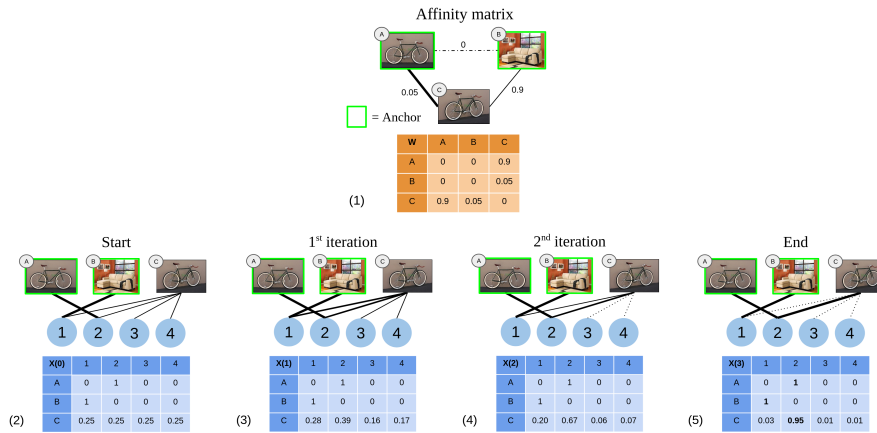 Affinity matrix
A
B
0
0.05
0.9
C
= Anchor
W A B C
A 0 0 0.9
B 0 0 0.05
C 0.9 0.05 0
(1)
Start
A B C
1 2 3 4
X(0) 1 2 3 4
A 0 1 0 0
B 1 0 0 0
C 0.25 0.25 0.25 0.25
(2)
1st iteration
A B C
1 2 3 4
X(1) 1 2 3 4
A 0 1 0 0
B 1 0 0 0
C 0.28 0.39 0.16 0.17
(3)
2nd iteration
A B C
1 2 3 4
X(2) 1 2 3 4
A 0 1 0 0
B 1 0 0 0
C 0.20 0.67 0.06 0.07
(4)
End
A B C
1 2 3 4
X(3) 1 2 3 4
A 0 1 0 0
B 1 0 0 0
C 0.03 0.95 0.01 0.01
(5)